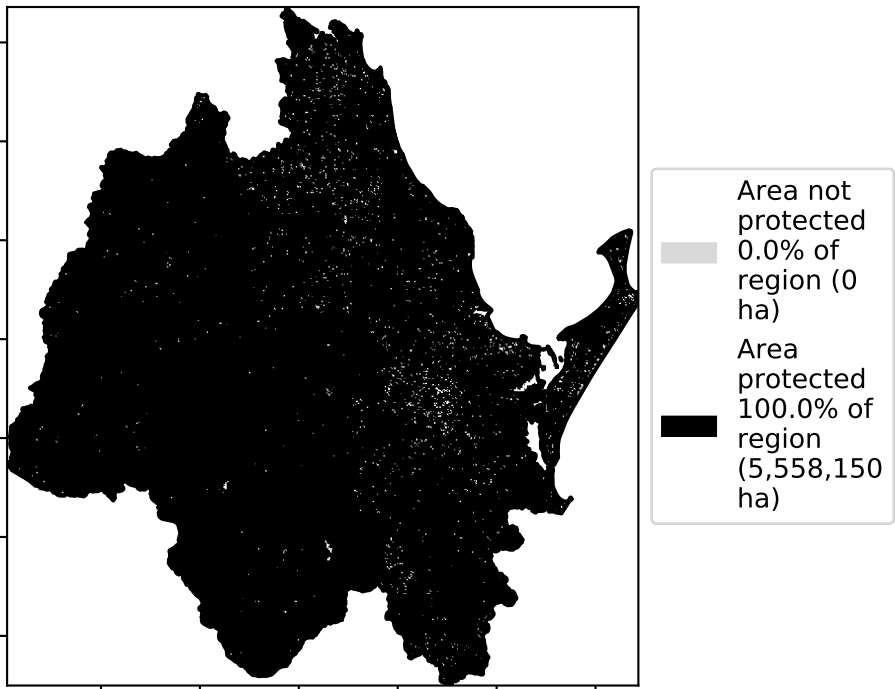 Area not
protected
0.0% of
region (0
ha)
Area
protected
100.0% of
region
(5,558,150
ha)